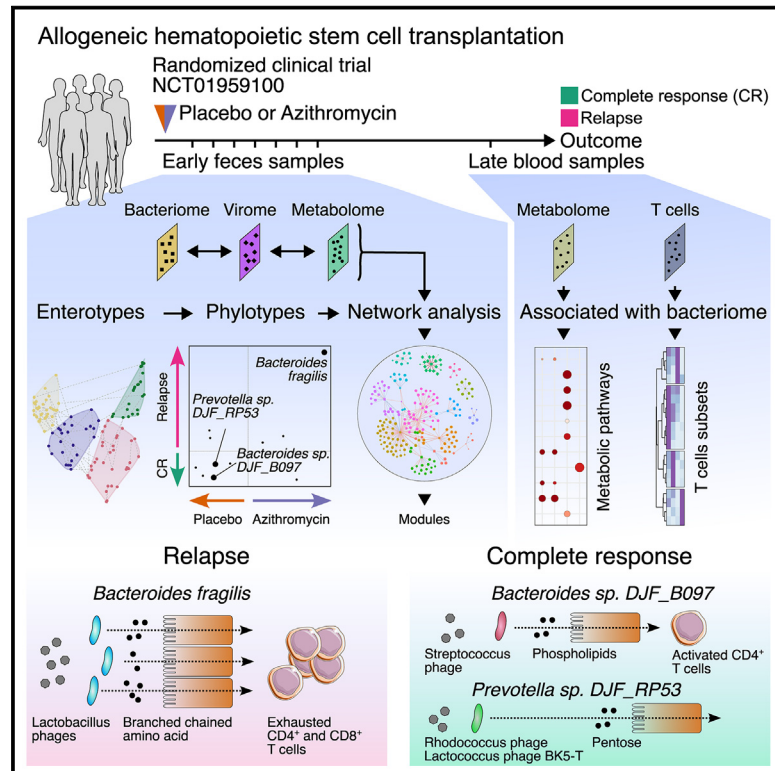 Allogeneic hematopoietic stem cell transplantation
Randomized clinical trial
NCT01959100
Placebo or Azithromycin
Complete response (CR)
Relapse
Outcome
Early feces samples
Late blood samples
Bacteriome
Virome
Metabolome
Metabolome
T cells
Enterotypes
Phylotypes
Network analysis
Associated with bacteriome
Relapse
CR
Bacteroides
fragilis
Prevotella sp.
DJF_RP53
Bacteroides sp.
DJF_B097
Placebo
Azithromycin
Modules
Metabolic pathways
T cells subsets
Relapse
Bacteroides fragilis
Lactobacillus
phages
Branched chained
amino acid
Exhausted
CD4+ and CD8+
T cells
Complete response
Bacteroides sp. DJF_B097
Streptococcus
phage
Phospholipids
Activated CD4+
T cells
Prevotella sp. DJF_RP53
Rhodococcus phage
Lactococcus phage BK5-T
Pentose